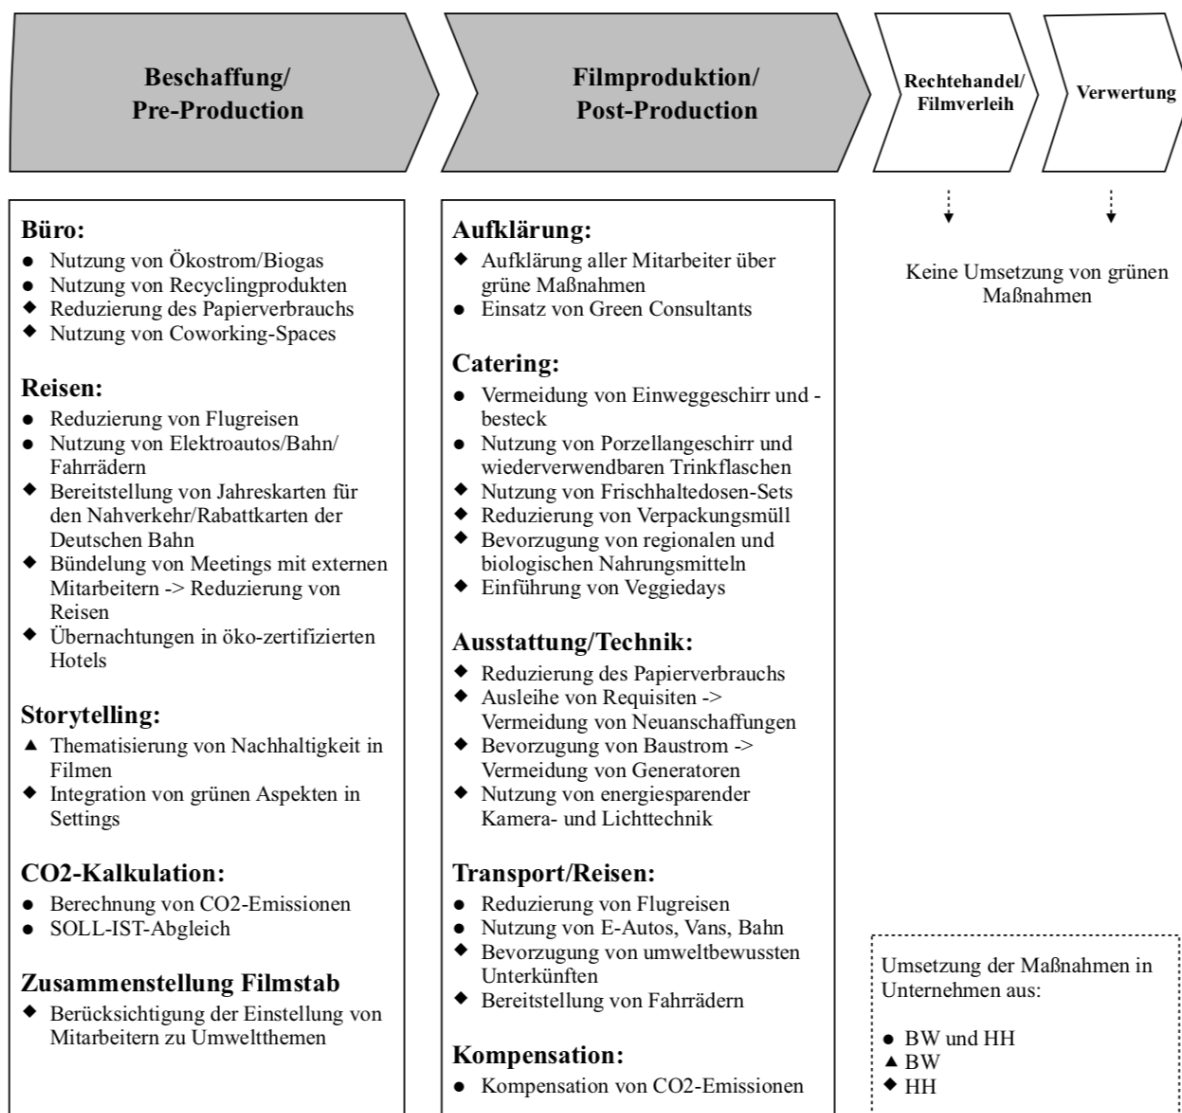 Beschaffung/
Pre-Production
Filmproduktion/
Post-Production
Rechtehandel/
Filmverleih
Verwertung
Büro:
● Nutzung von Ökostrom/Biogas
● Nutzung von Recyclingprodukten
◆ Reduzierung des Papierverbrauchs
◆ Nutzung von Coworking-Spaces
Reisen:
● Reduzierung von Flugreisen
● Nutzung von Elektroautos/Bahn/
Fahrrädern
◆ Bereitstellung von Jahreskarten für
den Nahverkehr/Rabattkarten der
Deutschen Bahn
◆ Bündelung von Meetings mit externen
Mitarbeitern -> Reduzierung von
Reisen
◆ Übernachtungen in öko-zertifizierten
Hotels
Storytelling:
▲ Thematisierung von Nachhaltigkeit in
Filmen
◆ Integration von grünen Aspekten in
Settings
CO2-Kalkulation:
● Berechnung von CO2-Emissionen
● SOLL-IST-Abgleich
Zusammenstellung Filmstab
◆ Berücksichtigung der Einstellung von
Mitarbeitern zu Umweltthemen
Aufklärung:
◆ Aufklärung aller Mitarbeiter über
grüne Maßnahmen
● Einsatz von Green Consultants
Catering:
● Vermeidung von Einweggeschirr und -
besteck
● Nutzung von Porzellangeschirr und
wiederverwendbaren Trinkflaschen
◆ Nutzung von Frischhaltedosen-Sets
◆ Reduzierung von Verpackungsmüll
◆ Bevorzugung von regionalen und
biologischen Nahrungsmitteln
◆ Einführung von Veggiedays
Ausstattung/Technik:
◆ Reduzierung des Papierverbrauchs
◆ Ausleihe von Requisiten ->
Vermeidung von Neuanschaffungen
◆ Bevorzugung von Baustrom ->
Vermeidung von Generatoren
◆ Nutzung von energiesparender
Kamera- und Lichttechnik
Transport/Reisen:
● Reduzierung von Flugreisen
● Nutzung von E-Autos, Vans, Bahn
◆ Bevorzugung von umweltbewussten
Unterkünften
◆ Bereitstellung von Fahrrädern
Kompensation:
● Kompensation von CO2-Emissionen
Keine Umsetzung von grünen
Maßnahmen
Umsetzung der Maßnahmen in
Unternehmen aus:
● BW und HH
▲ BW
◆ HH